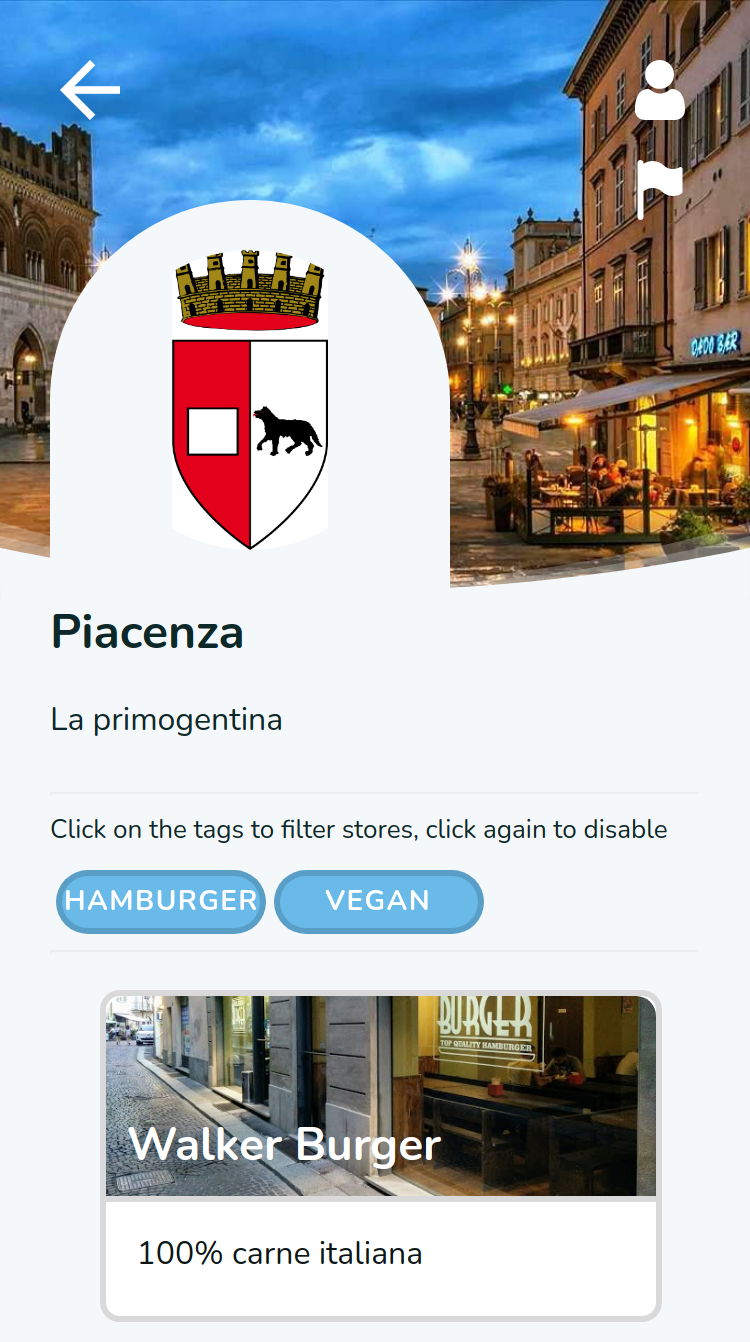 DADO BAR
Piacenza
La primogentina
Click on the tags to filter stores, click again to disable
HAMBURGER
VEGAN
BURGER
TOP QUALITY HAMBURGER
Walker Burger
100% carne italiana